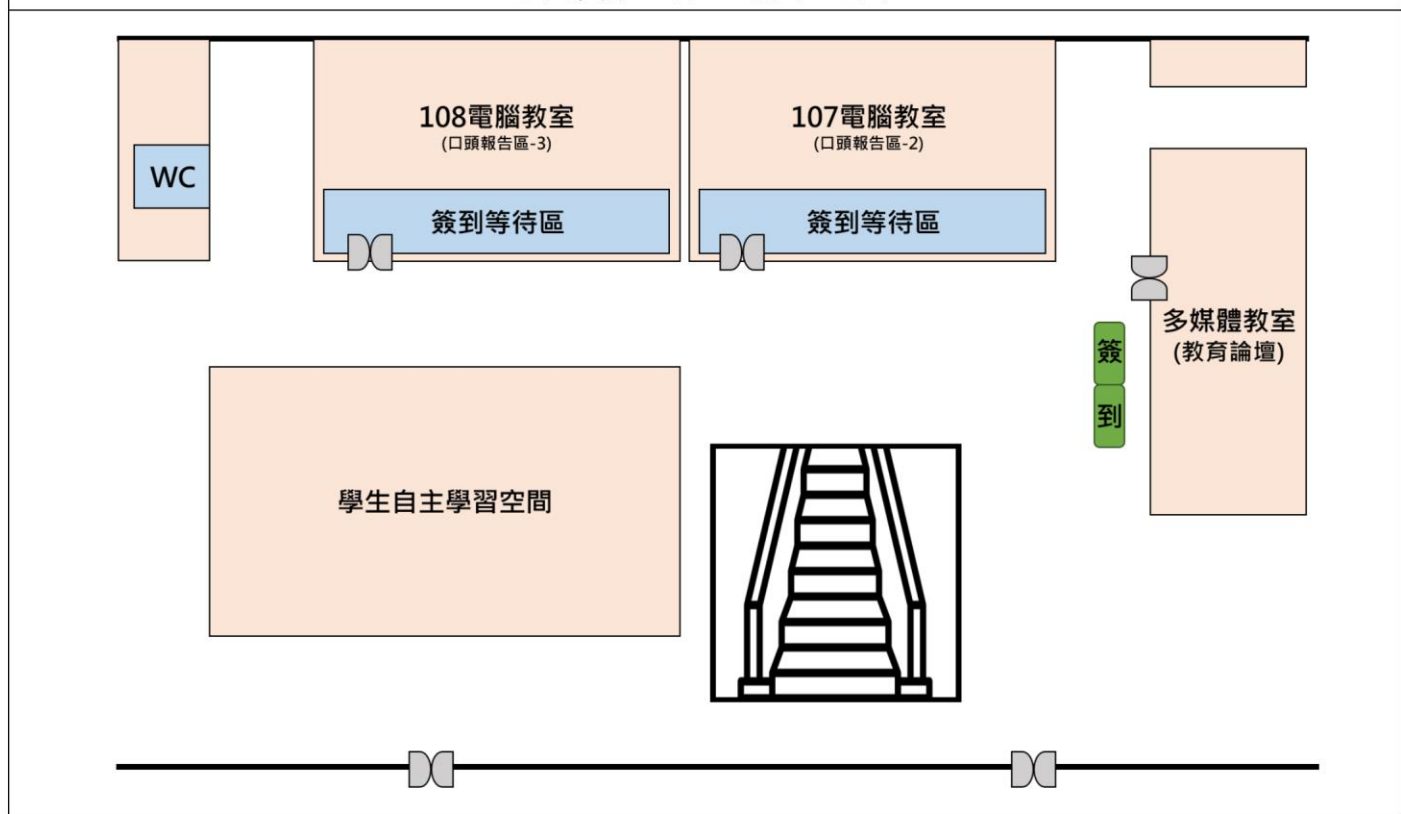 108電腦教室
(口頭報告區-3)
107電腦教室
(口頭報告區-2)
WC
簽到等待區
簽到等待區
多媒體教室
(教育論壇)
簽
到
學生自主學習空間